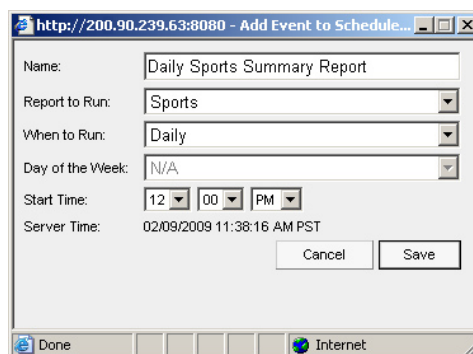 http://200.90.239.63:8080 - Add Event to Schedule...
Name: Daily Sports Summary Report
Report to Run: Sports
When to Run: Daily
Day of the Week: N/A
Start Time: 12 00 PM
Server Time: 02/09/2009 11:38:16 AM PST
Cancel Save
Done Internet